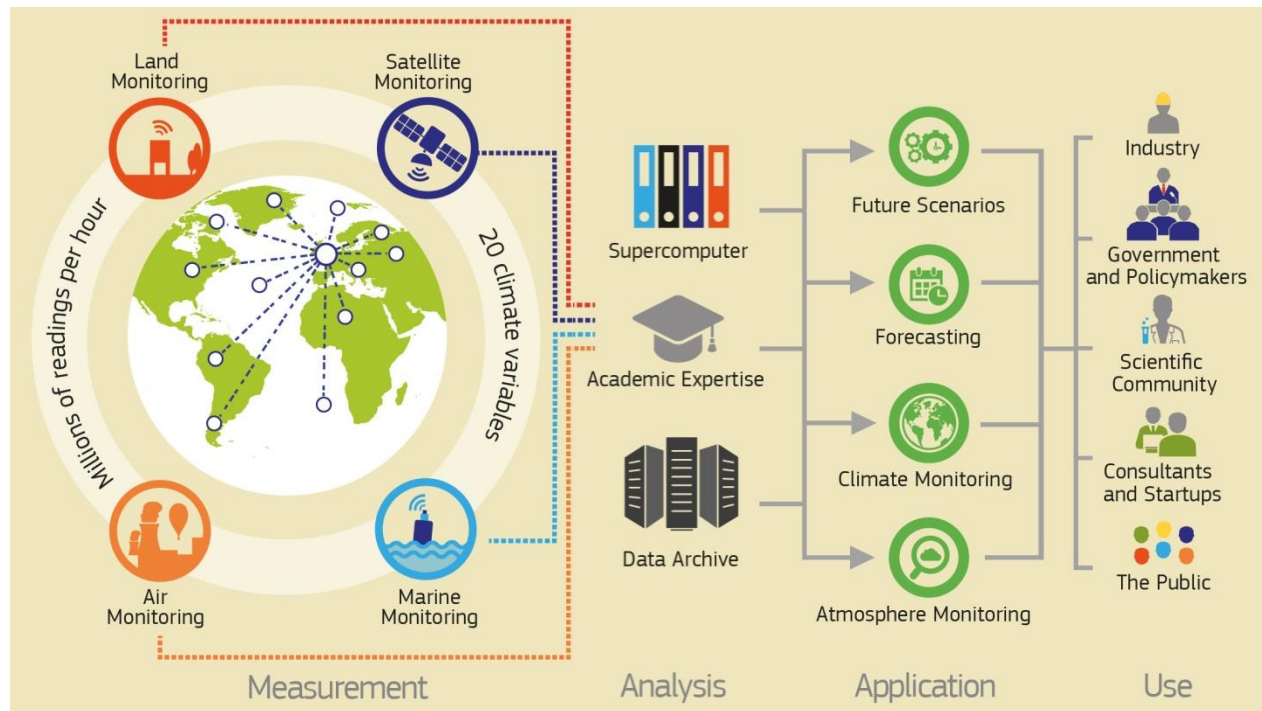 Land
Monitoring
Satellite
Monitoring
Millions of readings per hour
20 climate variables
Air
Monitoring
Marine
Monitoring
Measurement
Supercomputer
Academic Expertise
Data Archive
Analysis
Future Scenarios
Forecasting
Climate Monitoring
Atmosphere Monitoring
Application
Industry
Government
and Policymakers
Scientific
Community
Consultants
and Startups
The Public
Use